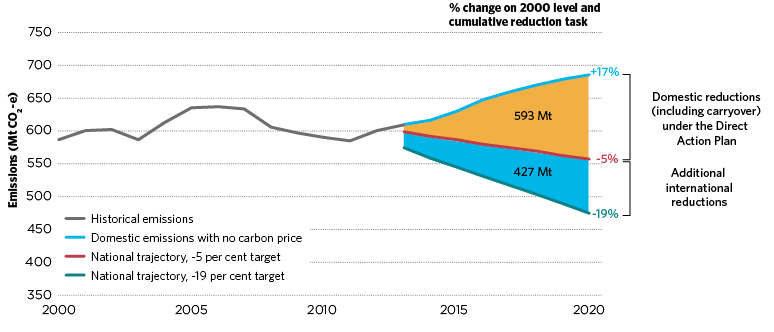 % change on 2000 level and
cumulative reduction task
Emissions (Mt CO₂-e)
750
700
650
600
550
500
450
400
350
2000
2005
2010
2015
2020
+17%
593 Mt
-5%
427 Mt
-19%
Domestic reductions
(including carryover)
under the Direct
Action Plan
Additional
international
reductions
Historical emissions
Domestic emissions with no carbon price
National trajectory, -5 per cent target
National trajectory, -19 per cent target